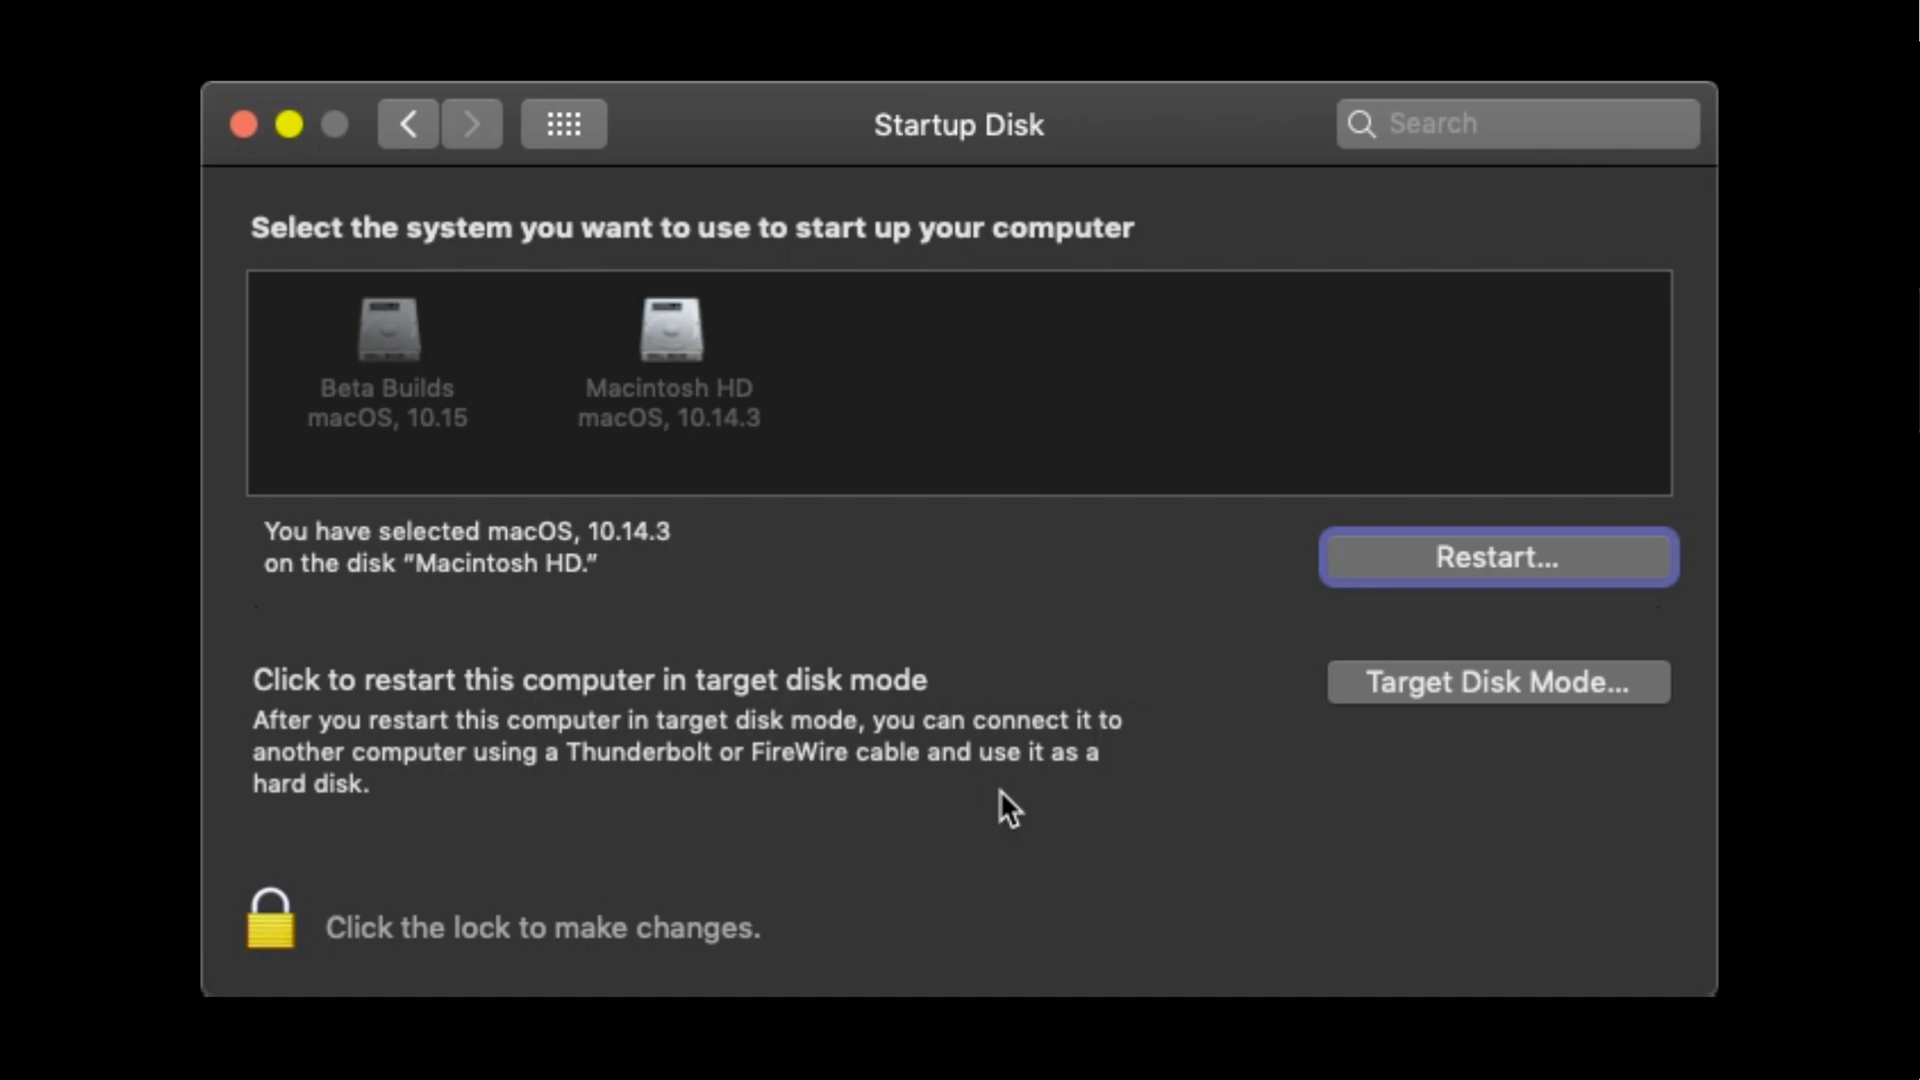 Startup Disk
Search
Select the system you want to use to start up your computer
Beta Builds
macOS, 10.15
Macintosh HD
macOS, 10.14.3
You have selected macOS, 10.14.3
on the disk “Macintosh HD.”
Restart...
Click to restart this computer in target disk mode
Target Disk Mode...
After you restart this computer in target disk mode, you can connect it to
another computer using a Thunderbolt or FireWire cable and use it as a
hard disk.
Click the lock to make changes.